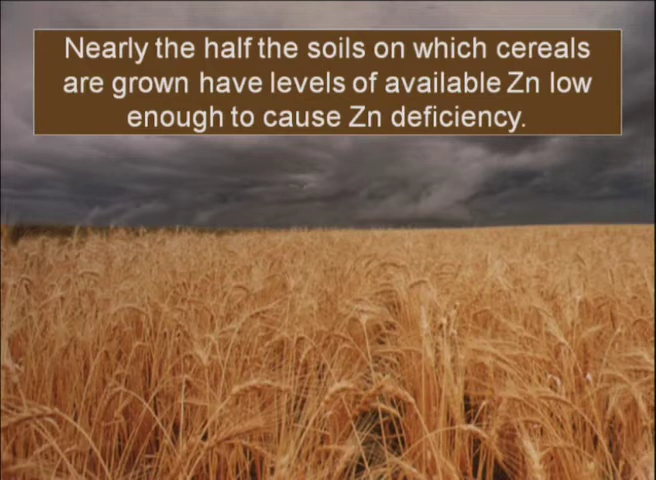 Nearly the half the soils on which cereals
are grown have levels of available Zn low
enough to cause Zn deficiency.